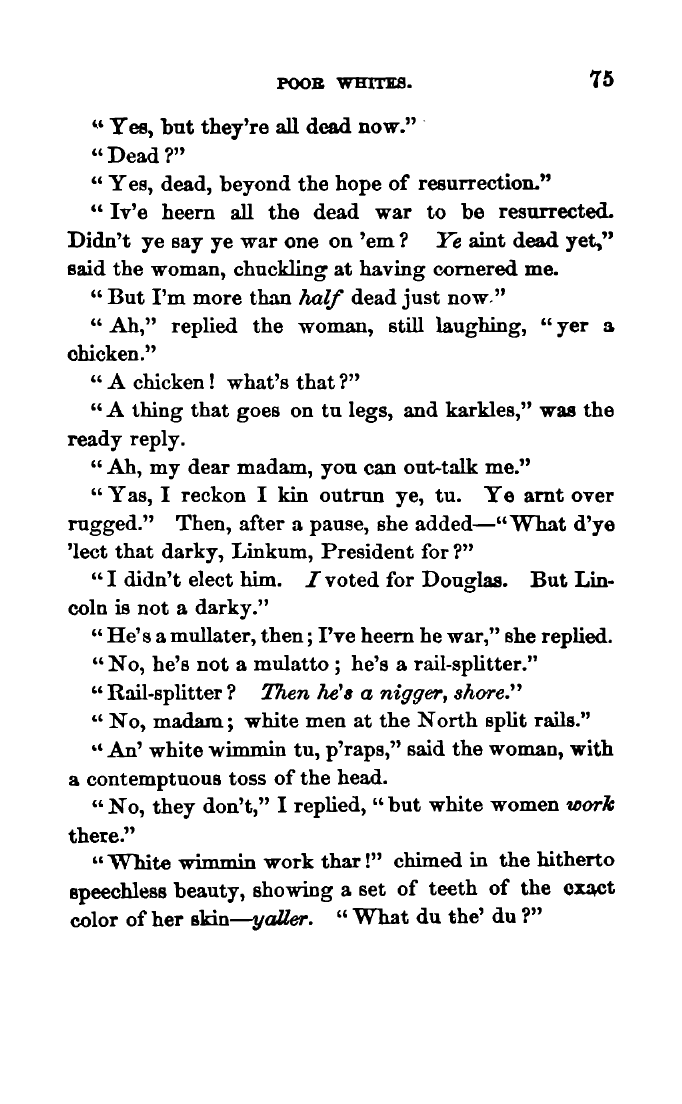 POOR WHITES. 75
“ Yes, but they’re all dead now.”
“ Dead ?”
“ Yes, dead, beyond the hope of resurrection.”
“ Iv’e heern all the dead war to be resurrected.
Didn’t ye say ye war one on ’em ? Ye aint dead yet,”
said the woman, chuckling at having cornered me.
“ But I’m more than half dead just now.”
“ Ah,” replied the woman, still laughing, “ yer a
chicken.”
“ A chicken ! what’s that ?”
“ A thing that goes on tu legs, and karkles,” was the
ready reply.
“ Ah, my dear madam, you can out-talk me.”
“ Yas, I reckon I kin outrun ye, tu. Ye arnt over
rugged.” Then, after a pause, she added—“ What d’ye
’lect that darky, Linkum, President for ?”
“ I didn’t elect him. I voted for Douglas. But Lin-
coln is not a darky.”
“ He’s a mullater, then ; I’ve heern he war,” she replied.
“ No, he’s not a mulatto ; he’s a rail-splitter.”
“ Rail-splitter ? Then he’s a nigger, shore.”
“ No, madam ; white men at the North split rails.”
“ An’ white wimmin tu, p’raps,” said the woman, with
a contemptuous toss of the head.
“ No, they don’t,” I replied, “ but white women work
there.”
“ White wimmin work thar !” chimed in the hitherto
speechless beauty, showing a set of teeth of the exact
color of her skin—yaller. “ What du the’ du ?”